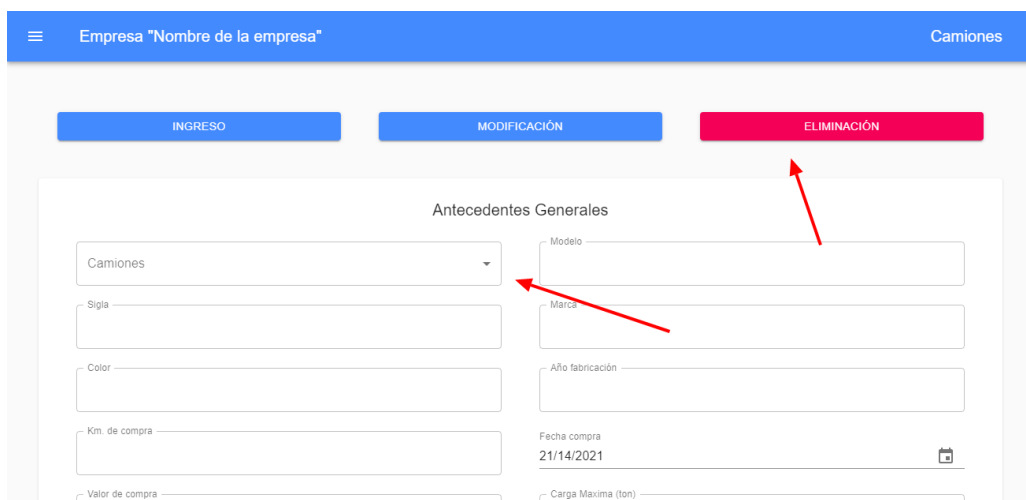 Empresa "Nombre de la empresa"
Camiones
INGRESO
MODIFICACIÓN
ELIMINACIÓN
Antecedentes Generales
Camiones
Modelo
Sigla
Marca
Color
Año fabricación
Km. de compra
Fecha compra
21/14/2021
Valor de compra
Carga Maxima (ton)